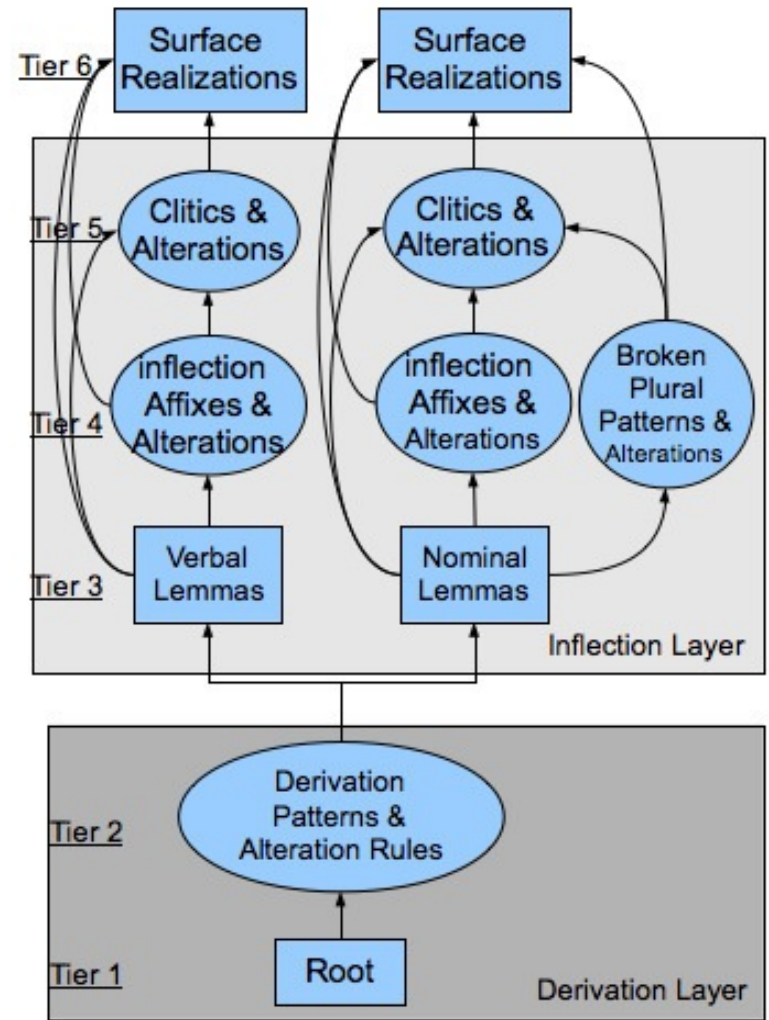 Tier 6
Surface
Realizations
Surface
Realizations
Tier 5
Clitics &
Alterations
Clitics &
Alterations
Tier 4
inflection
Affixes &
Alterations
inflection
Affixes &
Alterations
Broken
Plural
Patterns &
Alterations
Tier 3
Verbal
Lemmas
Nominal
Lemmas
Inflection Layer
Tier 2
Derivation
Patterns &
Alteration Rules
Tier 1
Root
Derivation Layer